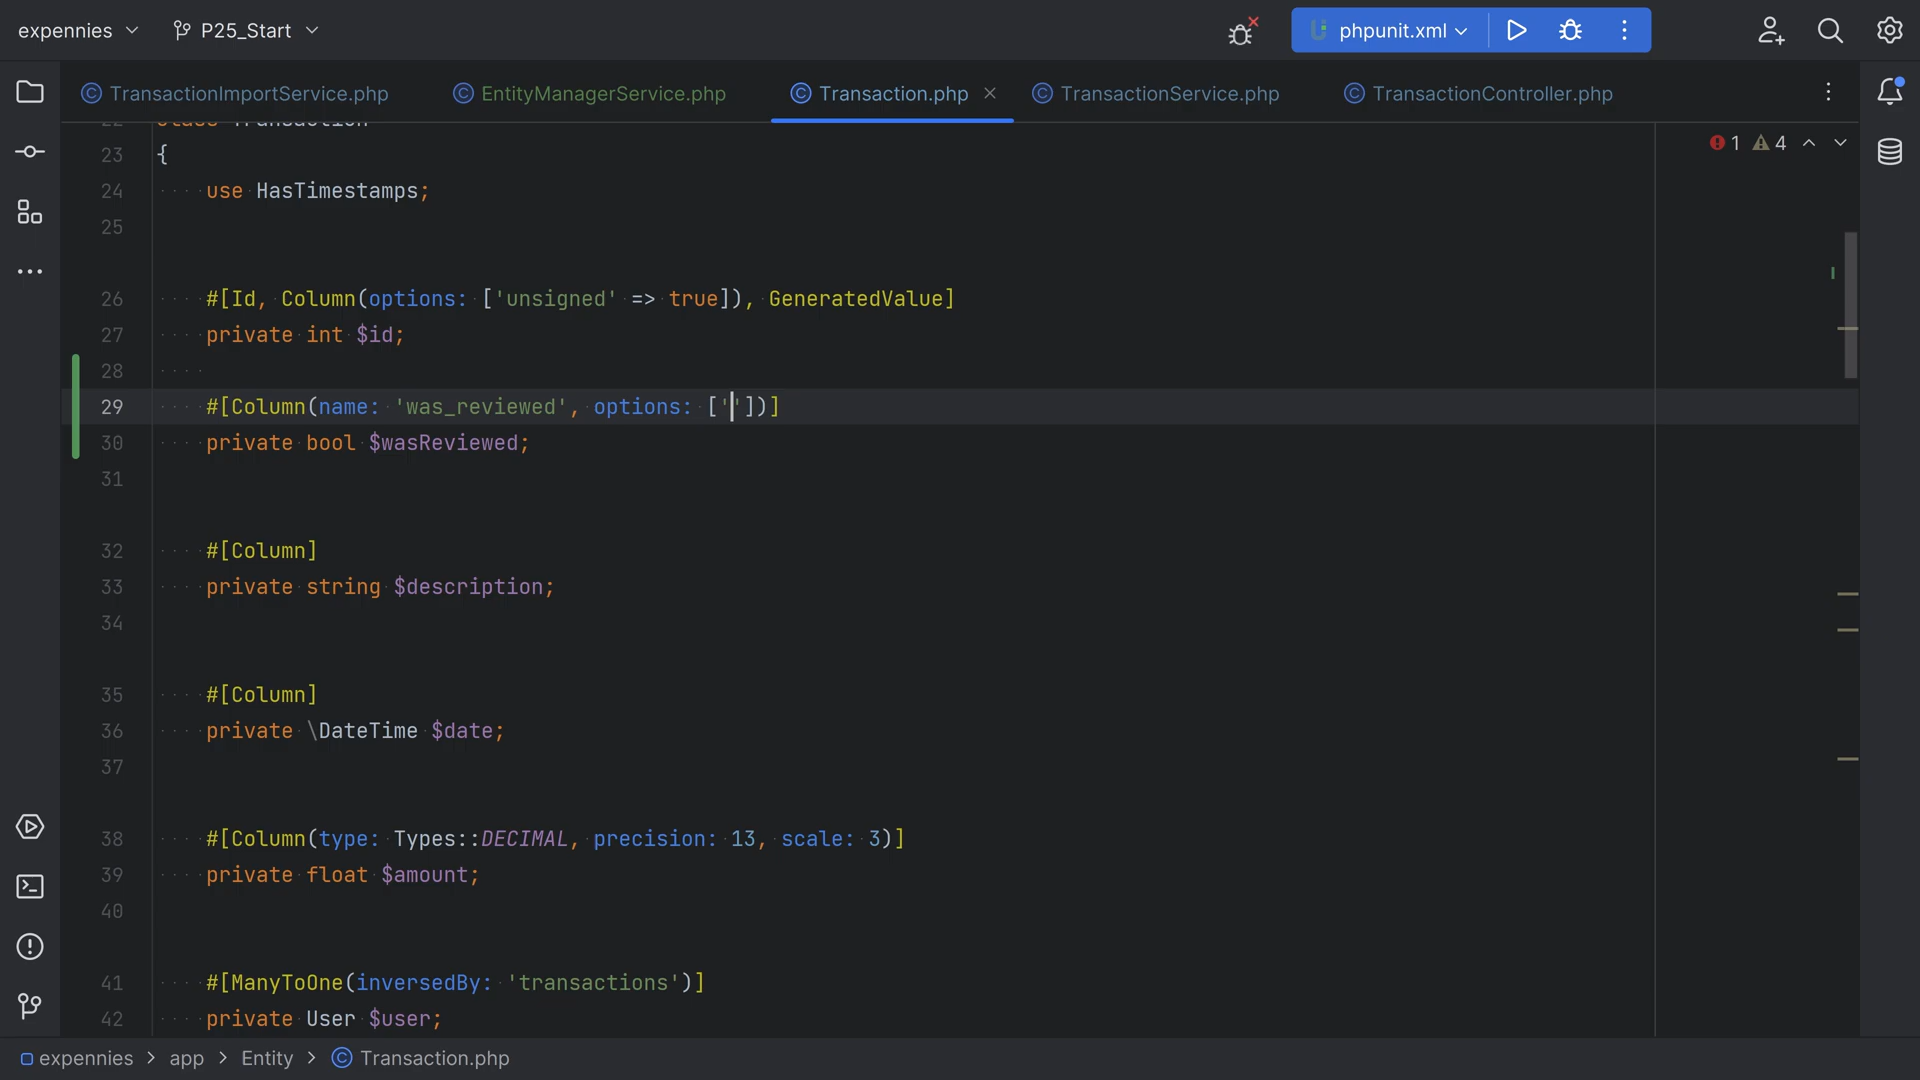 expennies P25_Start phpunit.xml
TransactionImportService.php EntityManagerService.php Transaction.php TransactionService.php TransactionController.php
22 class Transaction
1 4
23 {
24 use HasTimestamps;
25
26 #[Id, Column(options: ['unsigned' => true]), GeneratedValue]
27 private int $id;
28
29 #[Column(name: 'was_reviewed', options: [''])]
30 private bool $wasReviewed;
31
32 #[Column]
33 private string $description;
34
35 #[Column]
36 private \DateTime $date;
37
38 #[Column(type: Types::DECIMAL, precision: 13, scale: 3)]
39 private float $amount;
40
41 #[ManyToOne(inversedBy: 'transactions')]
42 private User $user;
expennies > app > Entity > Transaction.php